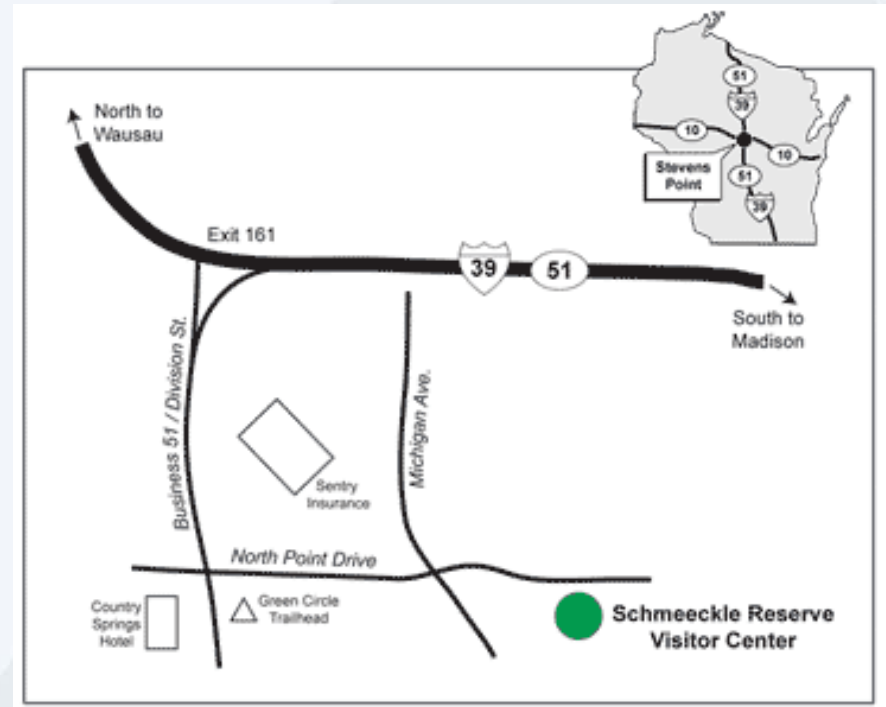 North to
Wausau
Exit 161
39
51
South to
Madison
51
39
10
10
Stevens
Point
51
39
Business 51 / Division St.
Michigan Ave.
Sentry
Insurance
North Point Drive
Country
Springs
Hotel
Green Circle
Trailhead
Schmeeckle Reserve
Visitor Center